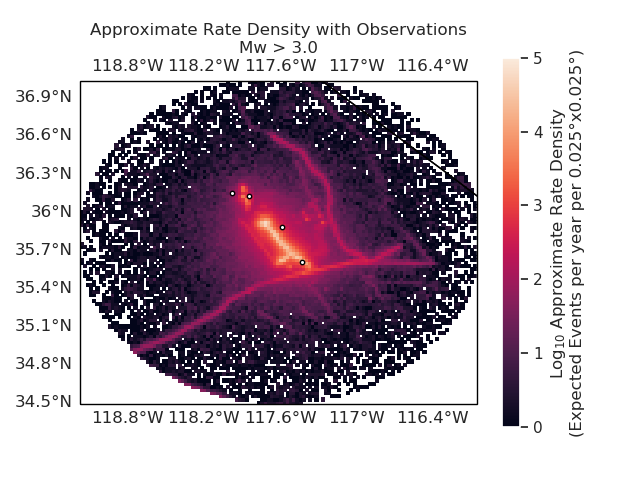 Approximate Rate Density with Observations
Mw > 3.0
118.8°W 118.2°W 117.6°W 117°W 116.4°W
36.9°N
36.6°N
36.3°N
36°N
35.7°N
35.4°N
35.1°N
34.8°N
34.5°N
118.8°W 118.2°W 117.6°W 117°W 116.4°W
5
4
3
2
1
0
Log₁₀ Approximate Rate Density
(Expected Events per year per 0.025°x0.025°)